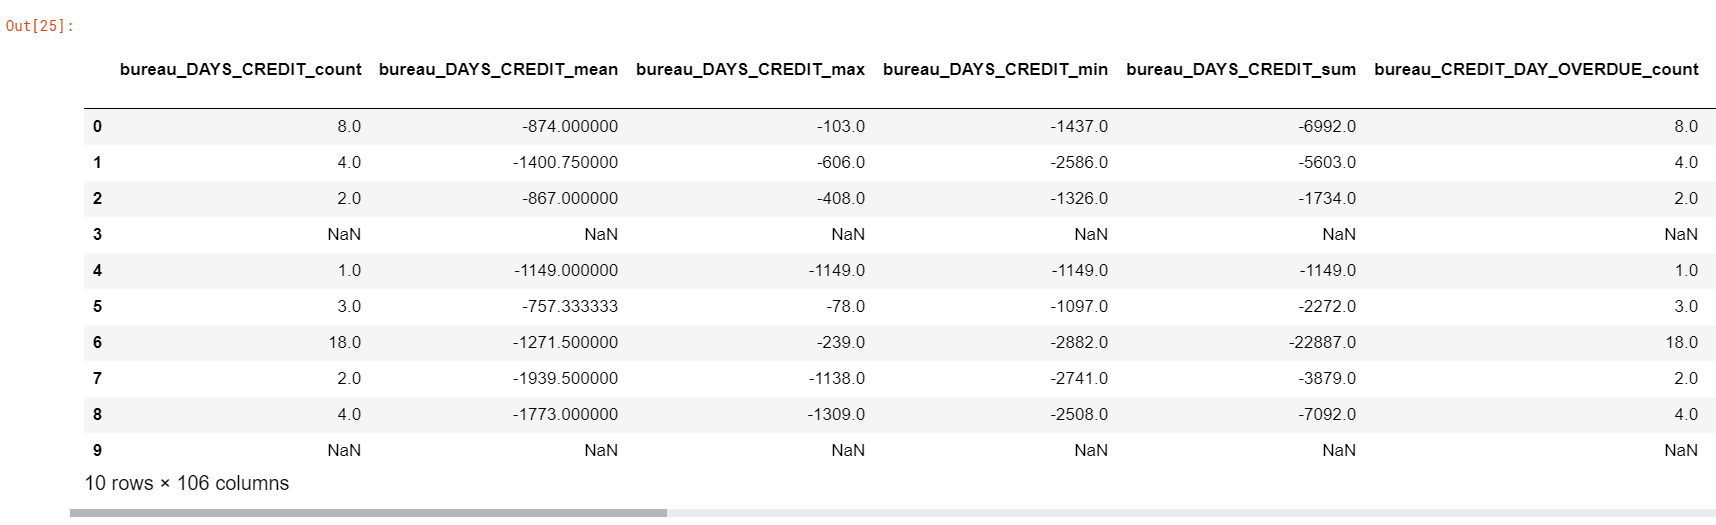 Out[25]:
bureau_DAYS_CREDIT_count bureau_DAYS_CREDIT_mean bureau_DAYS_CREDIT_max bureau_DAYS_CREDIT_min bureau_DAYS_CREDIT_sum bureau_CREDIT_DAY_OVERDUE_count
0 8.0 -874.000000 -103.0 -1437.0 -6992.0 8.0
1 4.0 -1400.750000 -606.0 -2586.0 -5603.0 4.0
2 2.0 -867.000000 -408.0 -1326.0 -1734.0 2.0
3 NaN NaN NaN NaN NaN NaN
4 1.0 -1149.000000 -1149.0 -1149.0 -1149.0 1.0
5 3.0 -757.333333 -78.0 -1097.0 -2272.0 3.0
6 18.0 -1271.500000 -239.0 -2882.0 -22887.0 18.0
7 2.0 -1939.500000 -1138.0 -2741.0 -3879.0 2.0
8 4.0 -1773.000000 -1309.0 -2508.0 -7092.0 4.0
9 NaN NaN NaN NaN NaN NaN
10 rows × 106 columns